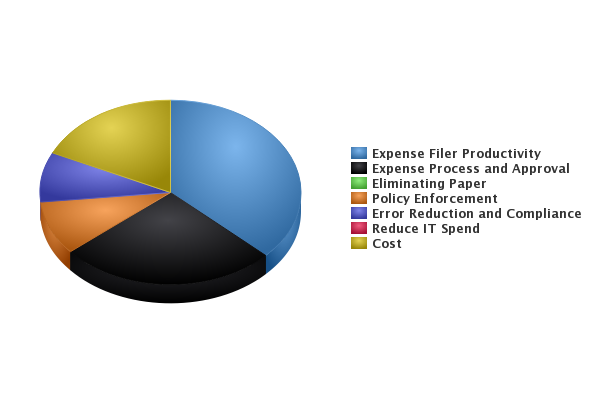 Expense Filer Productivity
Expense Process and Approval
Eliminating Paper
Policy Enforcement
Error Reduction and Compliance
Reduce IT Spend
Cost